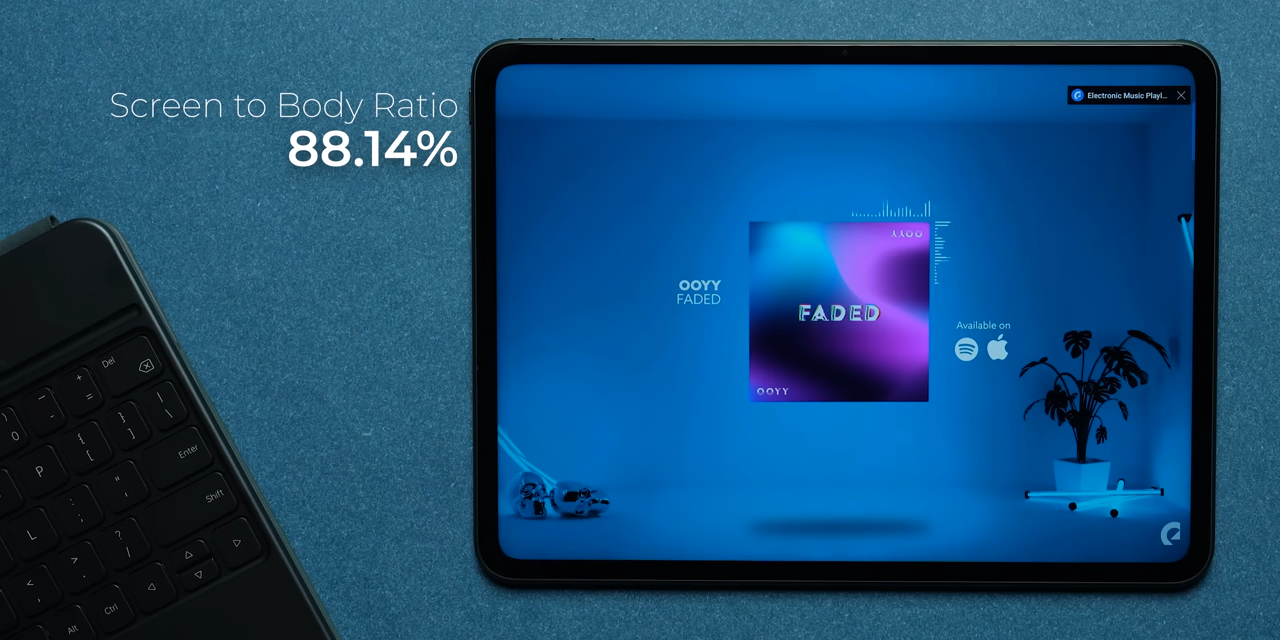 Screen to Body Ratio
88.14%
Electronic Music Playl...
OOYY
OOYY
FADED
FADED
Available on
OOYY
Del
+
=
_
-
)
0
|
\
}
]
{
[
P
Enter
"
'
:
;
L
Shift
?
/
>
.
<
,
Ctrl
Alt